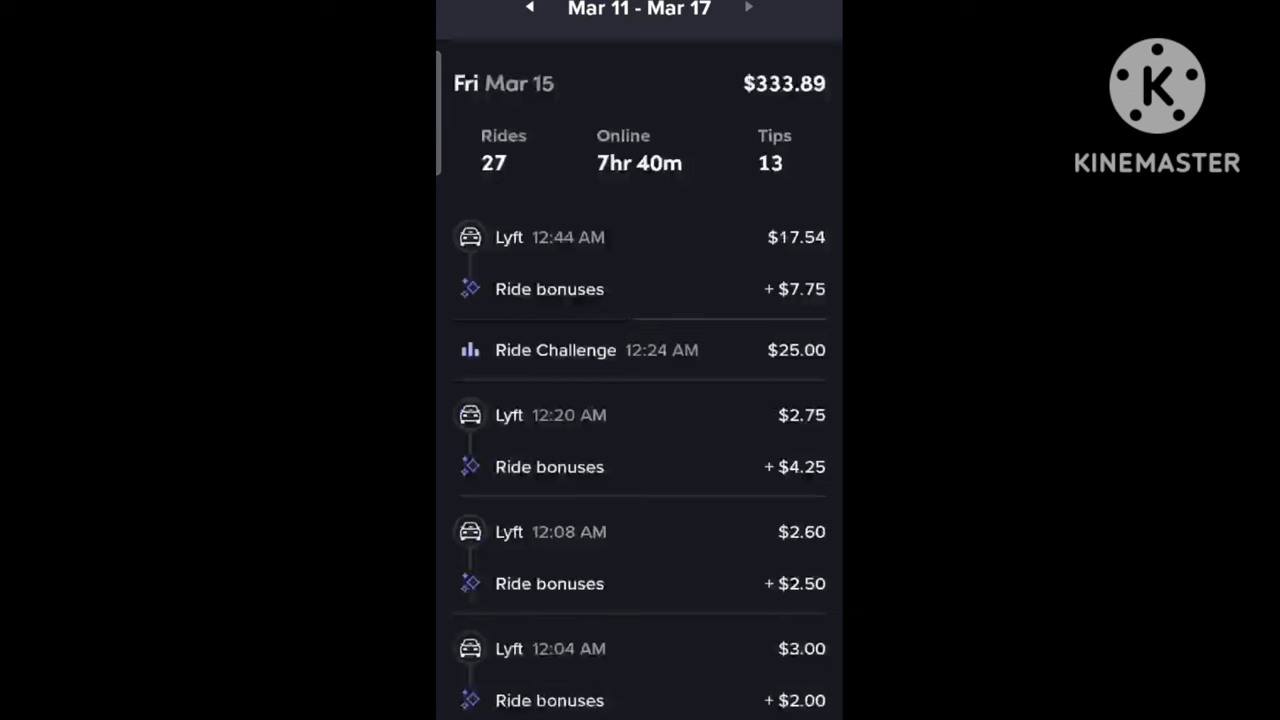 Mar 11 - Mar 17
Fri Mar 15 $333.89
Rides Online Tips
27 7hr 40m 13
Lyft 12:44 AM $17.54
Ride bonuses + $7.75
Ride Challenge 12:24 AM $25.00
Lyft 12:20 AM $2.75
Ride bonuses + $4.25
Lyft 12:08 AM $2.60
Ride bonuses + $2.50
Lyft 12:04 AM $3.00
Ride bonuses + $2.00
K
KINEMASTER